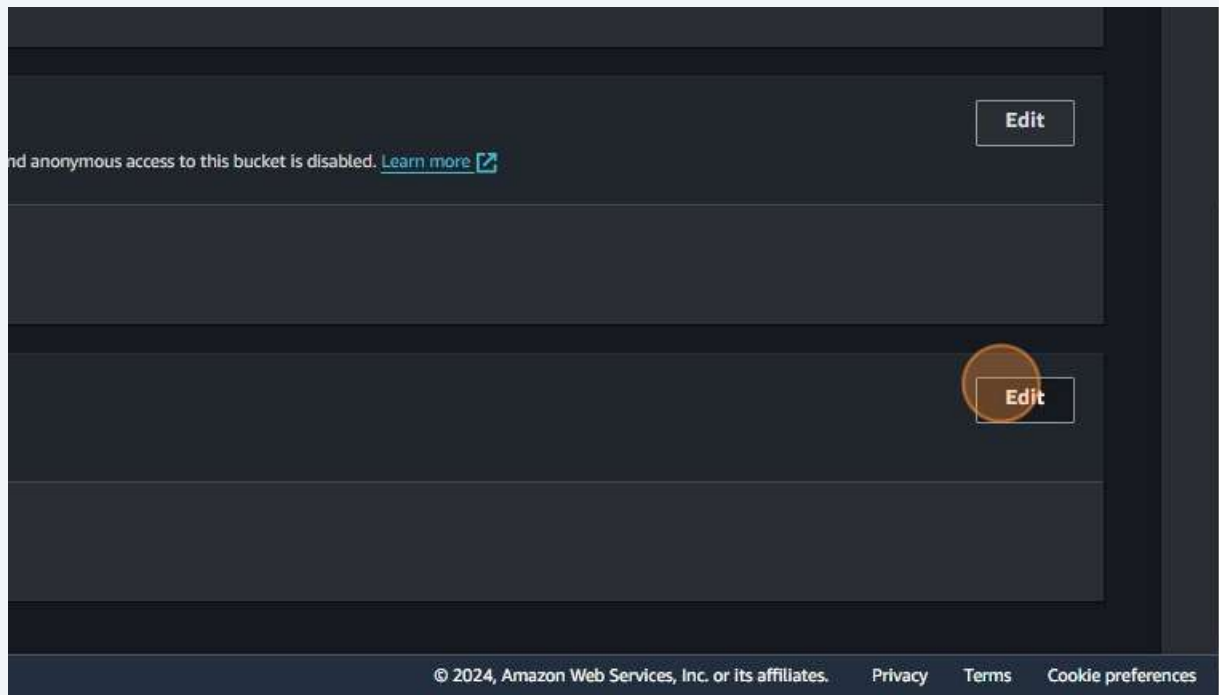 Edit
nd anonymous access to this bucket is disabled. Learn more
Edit
© 2024, Amazon Web Services, Inc. or its affiliates. Privacy Terms Cookie preferences